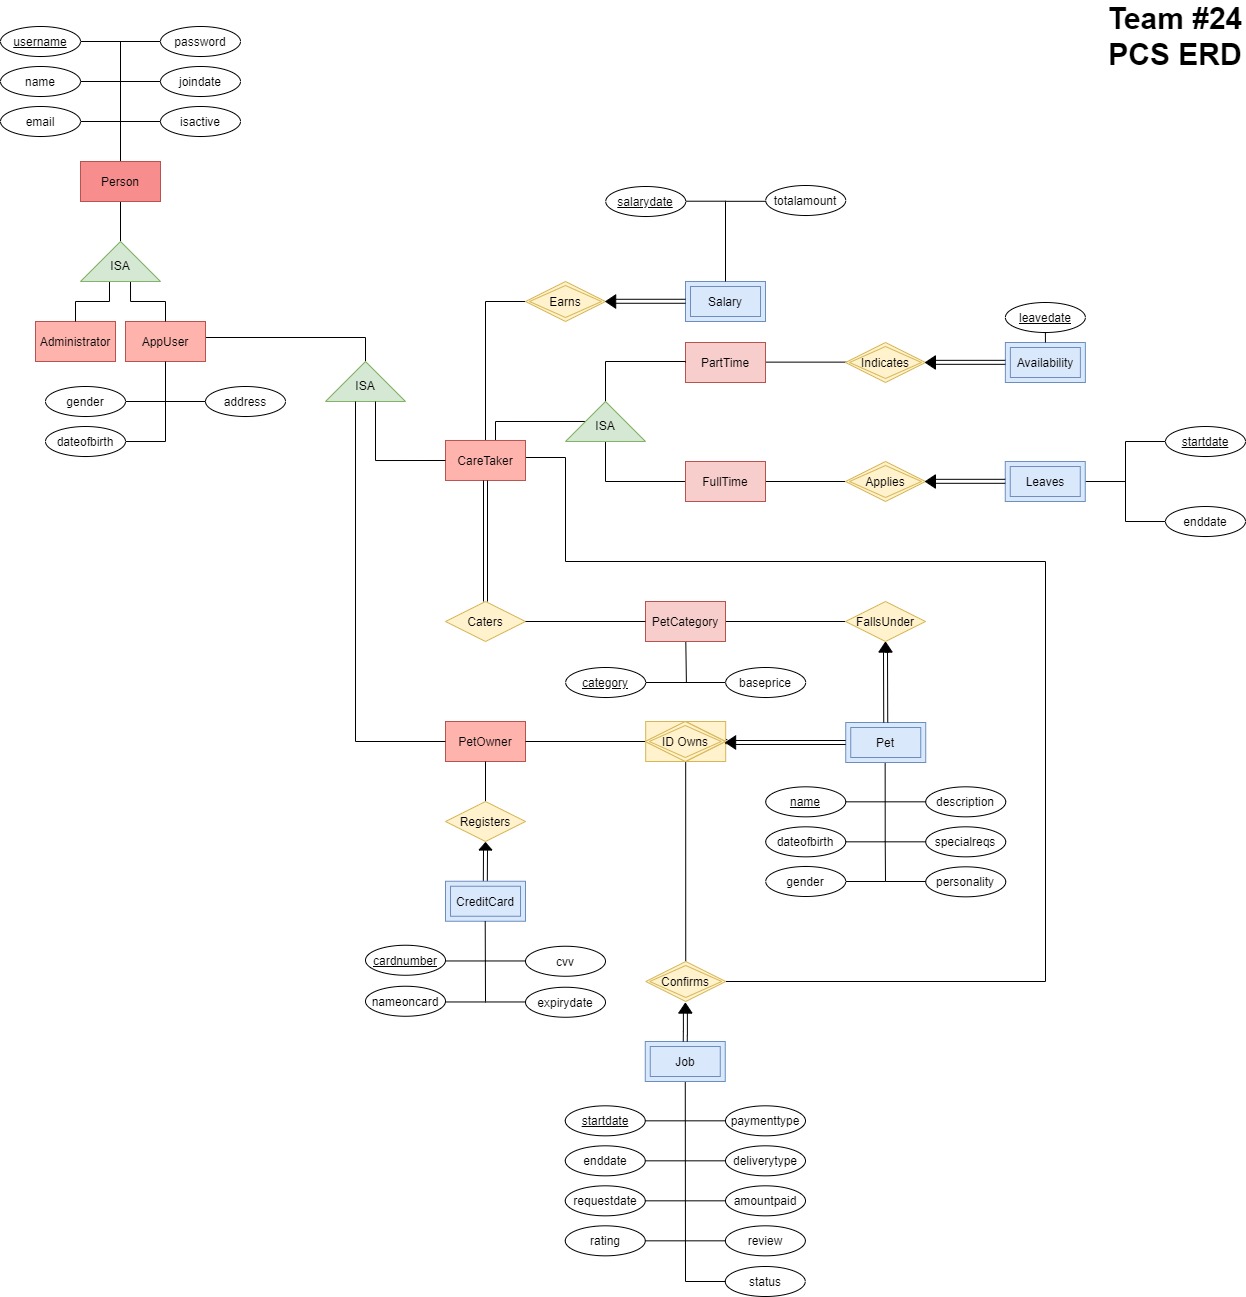 Team #24
PCS ERD
username
password
name
joindate
email
isactive
Person
ISA
Administrator
AppUser
gender
address
dateofbirth
ISA
salarydate
totalamount
Earns
Salary
leavedate
PartTime
Indicates
Availability
ISA
CareTaker
FullTime
Applies
Leaves
startdate
enddate
Caters
PetCategory
FallsUnder
category
baseprice
PetOwner
ID Owns
Pet
name
description
dateofbirth
specialreqs
gender
personality
Registers
CreditCard
cardnumber
cvv
nameoncard
expirydate
Confirms
Job
startdate
paymenttype
enddate
deliverytype
requestdate
amountpaid
rating
review
status